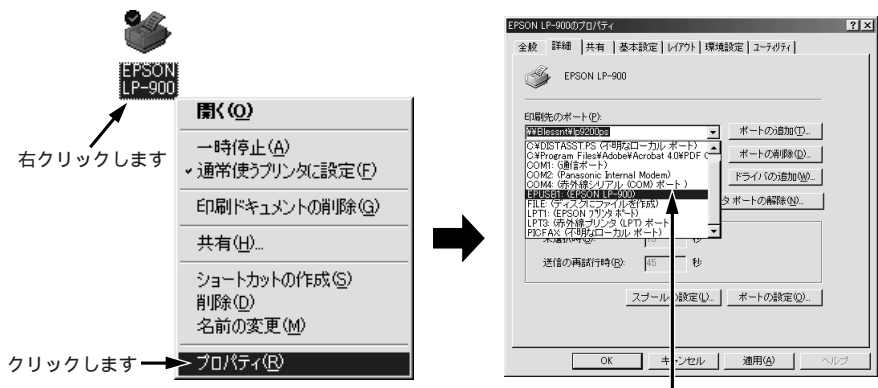 EPSON
LP-900
右クリックします
開く(O)
一時停止(A)
通常使うプリンタに設定(F)
印刷ドキュメントの削除(G)
共有(H)...
ショートカットの作成(S)
削除(D)
名前の変更(M)
プロパティ(R)
クリックします
EPSON LP-900のプロパティ
全般 詳細 共有 基本設定 レイアウト 環境設定 ユーティリティ
EPSON LP-900
印刷先のポート(P):
¥¥Blessnt¥lp9200ps
ポートの追加(T)...
C:¥DISTASST.PS (不明なローカル ポート)
C:¥Program Files¥Adobe¥Acrobat 4.0¥PDF
COM1: (通信ポート)
ポートの削除(D)...
COM2: (Panasonic Internal Modem)
COM4: (赤外線シリアル (COM) ポート)
ドライバの追加(W)...
EPUSB1: (EPSON LP-900)
FILE: (ディスクにファイルを作成)
タ ポートの解除(N)...
LPT1: (EPSON プリンタ ポート)
LPT3: (赤外線プリンタ (LPT) ポート)
PICFAX: (不明なローカル ポート)
未選択時(S): 15 秒
送信の再試行時(R): 45 秒
スプールの設定(L)... ポートの設定(O)...
OK キャンセル 適用(A) ヘルプ